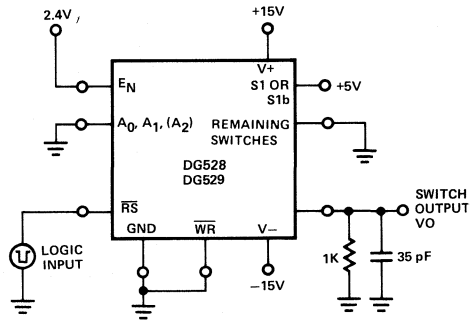 2.4V
+15V
V+
EN
S1 OR
S1b
+5V
A0, A1, (A2)
REMAINING
SWITCHES
DG528
DG529
RS
SWITCH
OUTPUT
VO
GND
WR
V–
LOGIC
INPUT
1K
35 pF
–15V